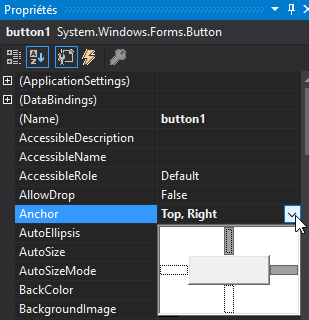 Propriétés
button1 System.Windows.Forms.Button
(ApplicationSettings)
(DataBindings)
(Name) button1
AccessibleDescription
AccessibleName
AccessibleRole Default
AllowDrop False
Anchor Top, Right
AutoEllipsis
AutoSize
AutoSizeMode
BackColor
BackgroundImage